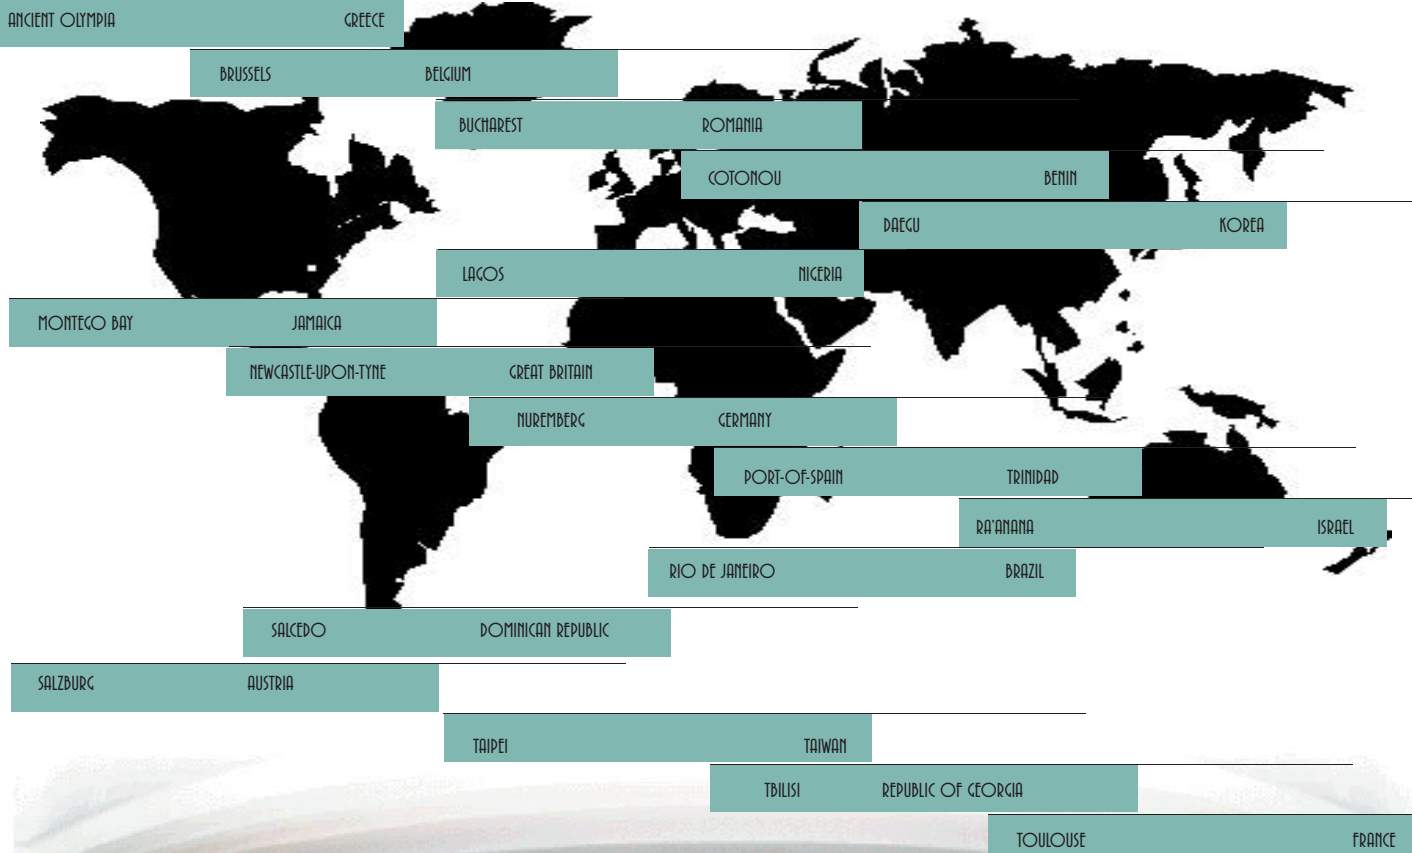 ANCIENT OLYMPIA GREECE
BRUSSELS BELGIUM
BUCHAREST ROMANIA
COTONOU BENIN
DAEGU KOREA
LAGOS NIGERIA
MONTEGO BAY JAMAICA
NEWCASTLE-UPON-TYNE GREAT BRITAIN
NUREMBERG GERMANY
PORT-OF-SPAIN TRINIDAD
RA'ANANA ISRAEL
RIO DE JANEIRO BRAZIL
SALCEDO DOMINICAN REPUBLIC
SALZBURG AUSTRIA
TAIPEI TAIWAN
TBILISI REPUBLIC OF GEORGIA
TOULOUSE FRANCE